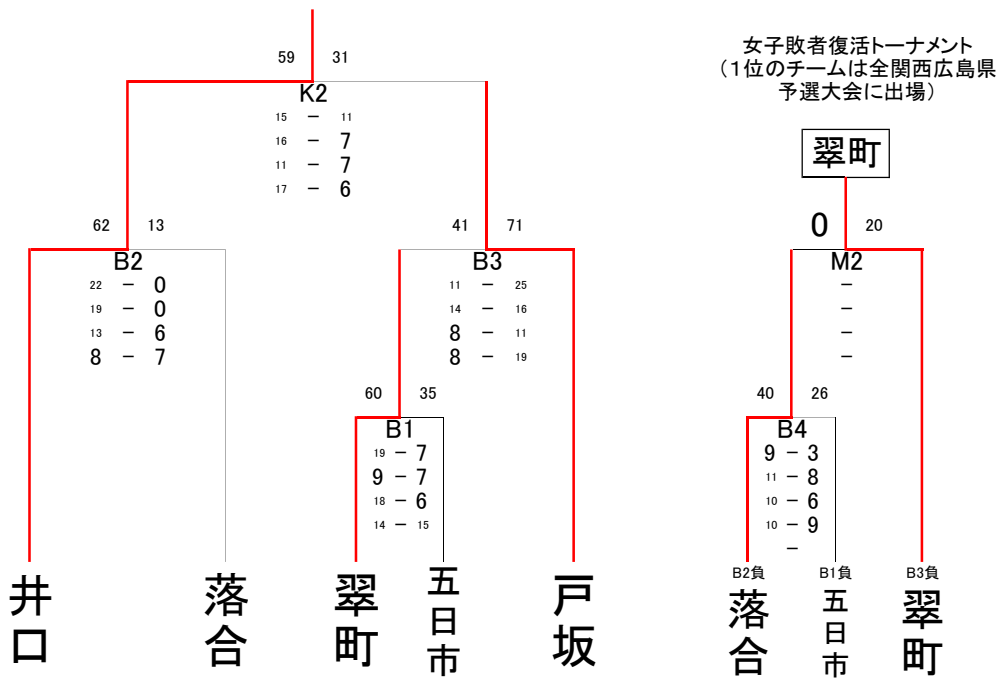 59 31
K2
15 - 11
16 - 7
11 - 7
17 - 6
女子敗者復活トーナメント
(1位のチームは全関西広島県
予選大会に出場)
翠町
62 13
B2
22 - 0
19 - 0
13 - 6
8 - 7
41 71
B3
11 - 25
14 - 16
8 - 11
8 - 19
0 20
M2
-
-
-
-
60 35
B1
19 - 7
9 - 7
18 - 6
14 - 15
40 26
B4
9 - 3
11 - 8
10 - 6
10 - 9
-
井口
落合
翠町
五日市
戸坂
B2負
落合
B1負
五日市
B3負
翠町